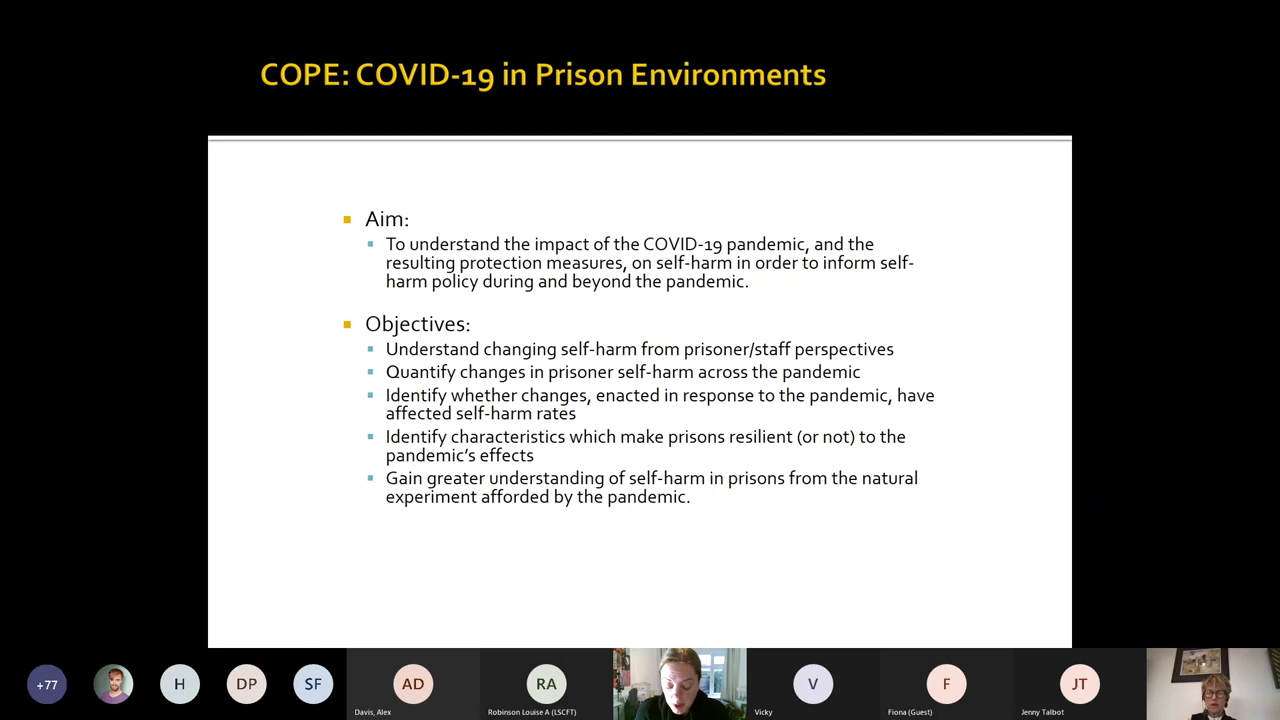 COPE: COVID-19 in Prison Environments
Aim:
To understand the impact of the COVID-19 pandemic, and the
resulting protection measures, on self-harm in order to inform self-
harm policy during and beyond the pandemic.
Objectives:
Understand changing self-harm from prisoner/staff perspectives
Quantify changes in prisoner self-harm across the pandemic
Identify whether changes, enacted in response to the pandemic, have
affected self-harm rates
Identify characteristics which make prisons resilient (or not) to the
pandemic's effects
Gain greater understanding of self-harm in prisons from the natural
experiment afforded by the pandemic.
+77
H
DP
SF
AD
RA
V
F
JT
Davis, Alex
Robinson Louise A (LSCFT)
Vicky
Fiona (Guest)
Jenny Talbot